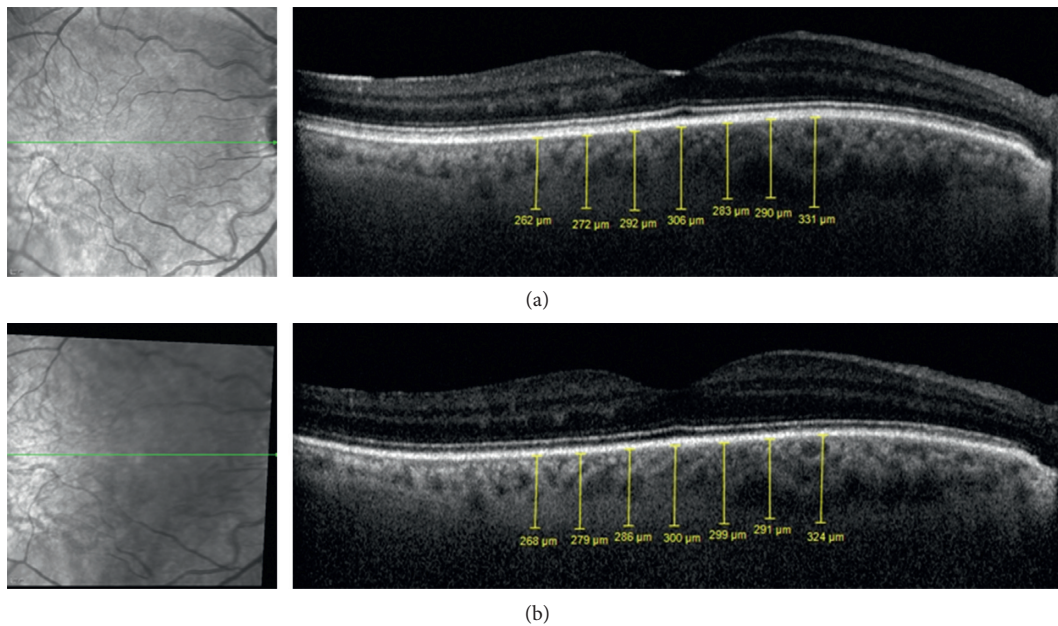 262 µm
272 µm
292 µm
306 µm
283 µm
290 µm
331 µm
(a)
268 µm
279 µm
286 µm
300 µm
299 µm
291 µm
324 µm
(b)